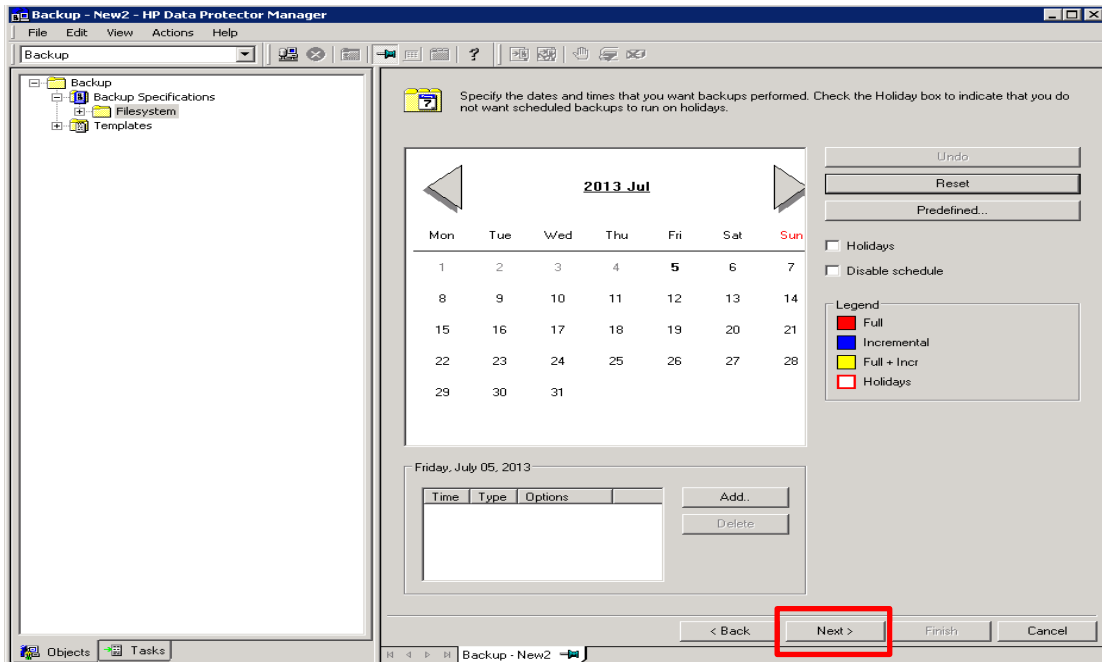 Backup - New2 - HP Data Protector Manager
File Edit View Actions Help
Backup
Backup
Backup Specifications
Filesystem
Templates
Specify the dates and times that you want backups performed. Check the Holiday box to indicate that you do
not want scheduled backups to run on holidays.
2013 Jul
Mon Tue Wed Thu Fri Sat Sun
1 2 3 4 5 6 7
8 9 10 11 12 13 14
15 16 17 18 19 20 21
22 23 24 25 26 27 28
29 30 31
Undo
Reset
Predefined...
Holidays
Disable schedule
Legend
Full
Incremental
Full + Incr
Holidays
Friday, July 05, 2013
Time Type Options
Add..
Delete
< Back Next > Finish Cancel
Objects Tasks
Backup - New2